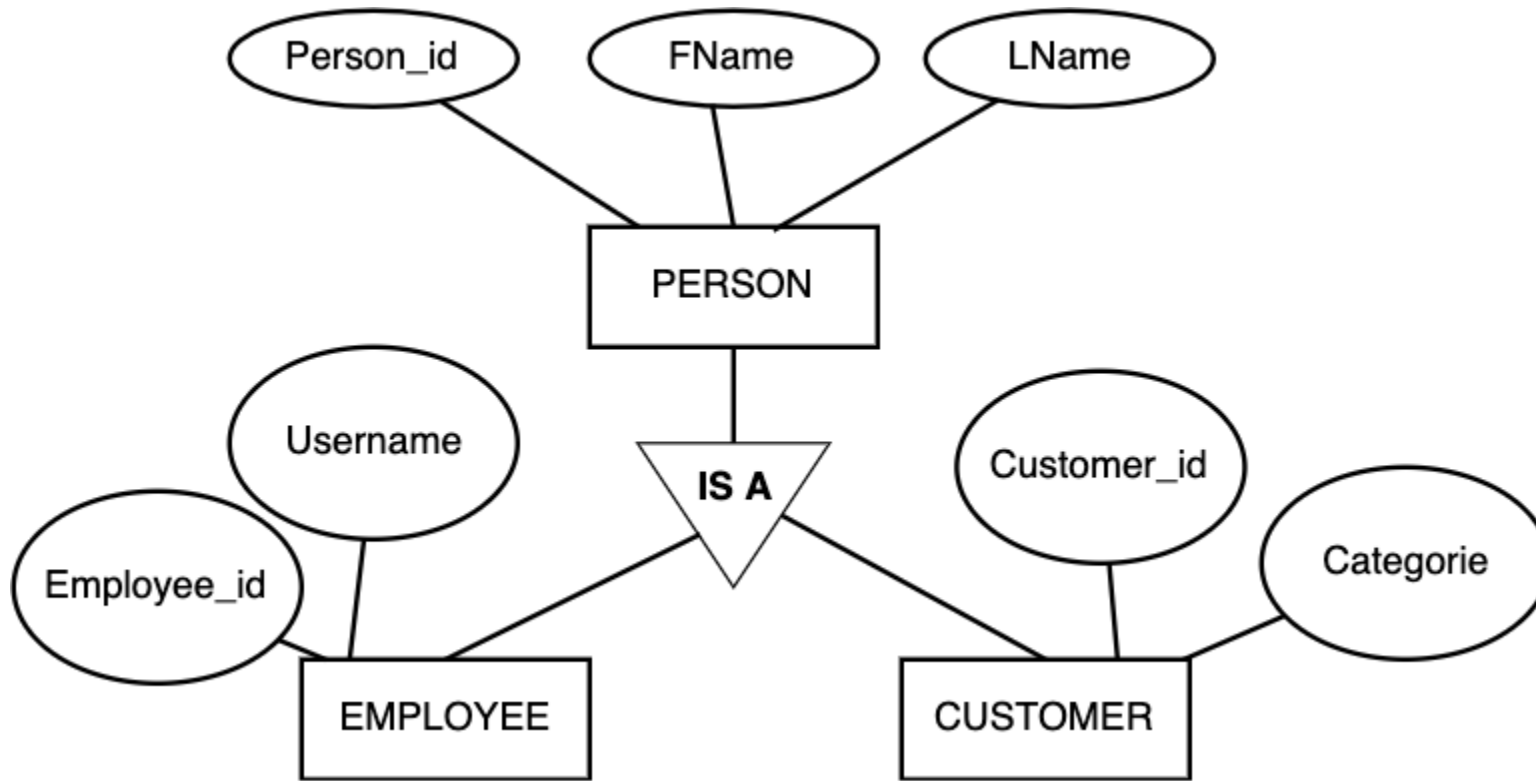 Person_id
FName
LName
PERSON
Username
IS A
Customer_id
Employee_id
Categorie
EMPLOYEE
CUSTOMER